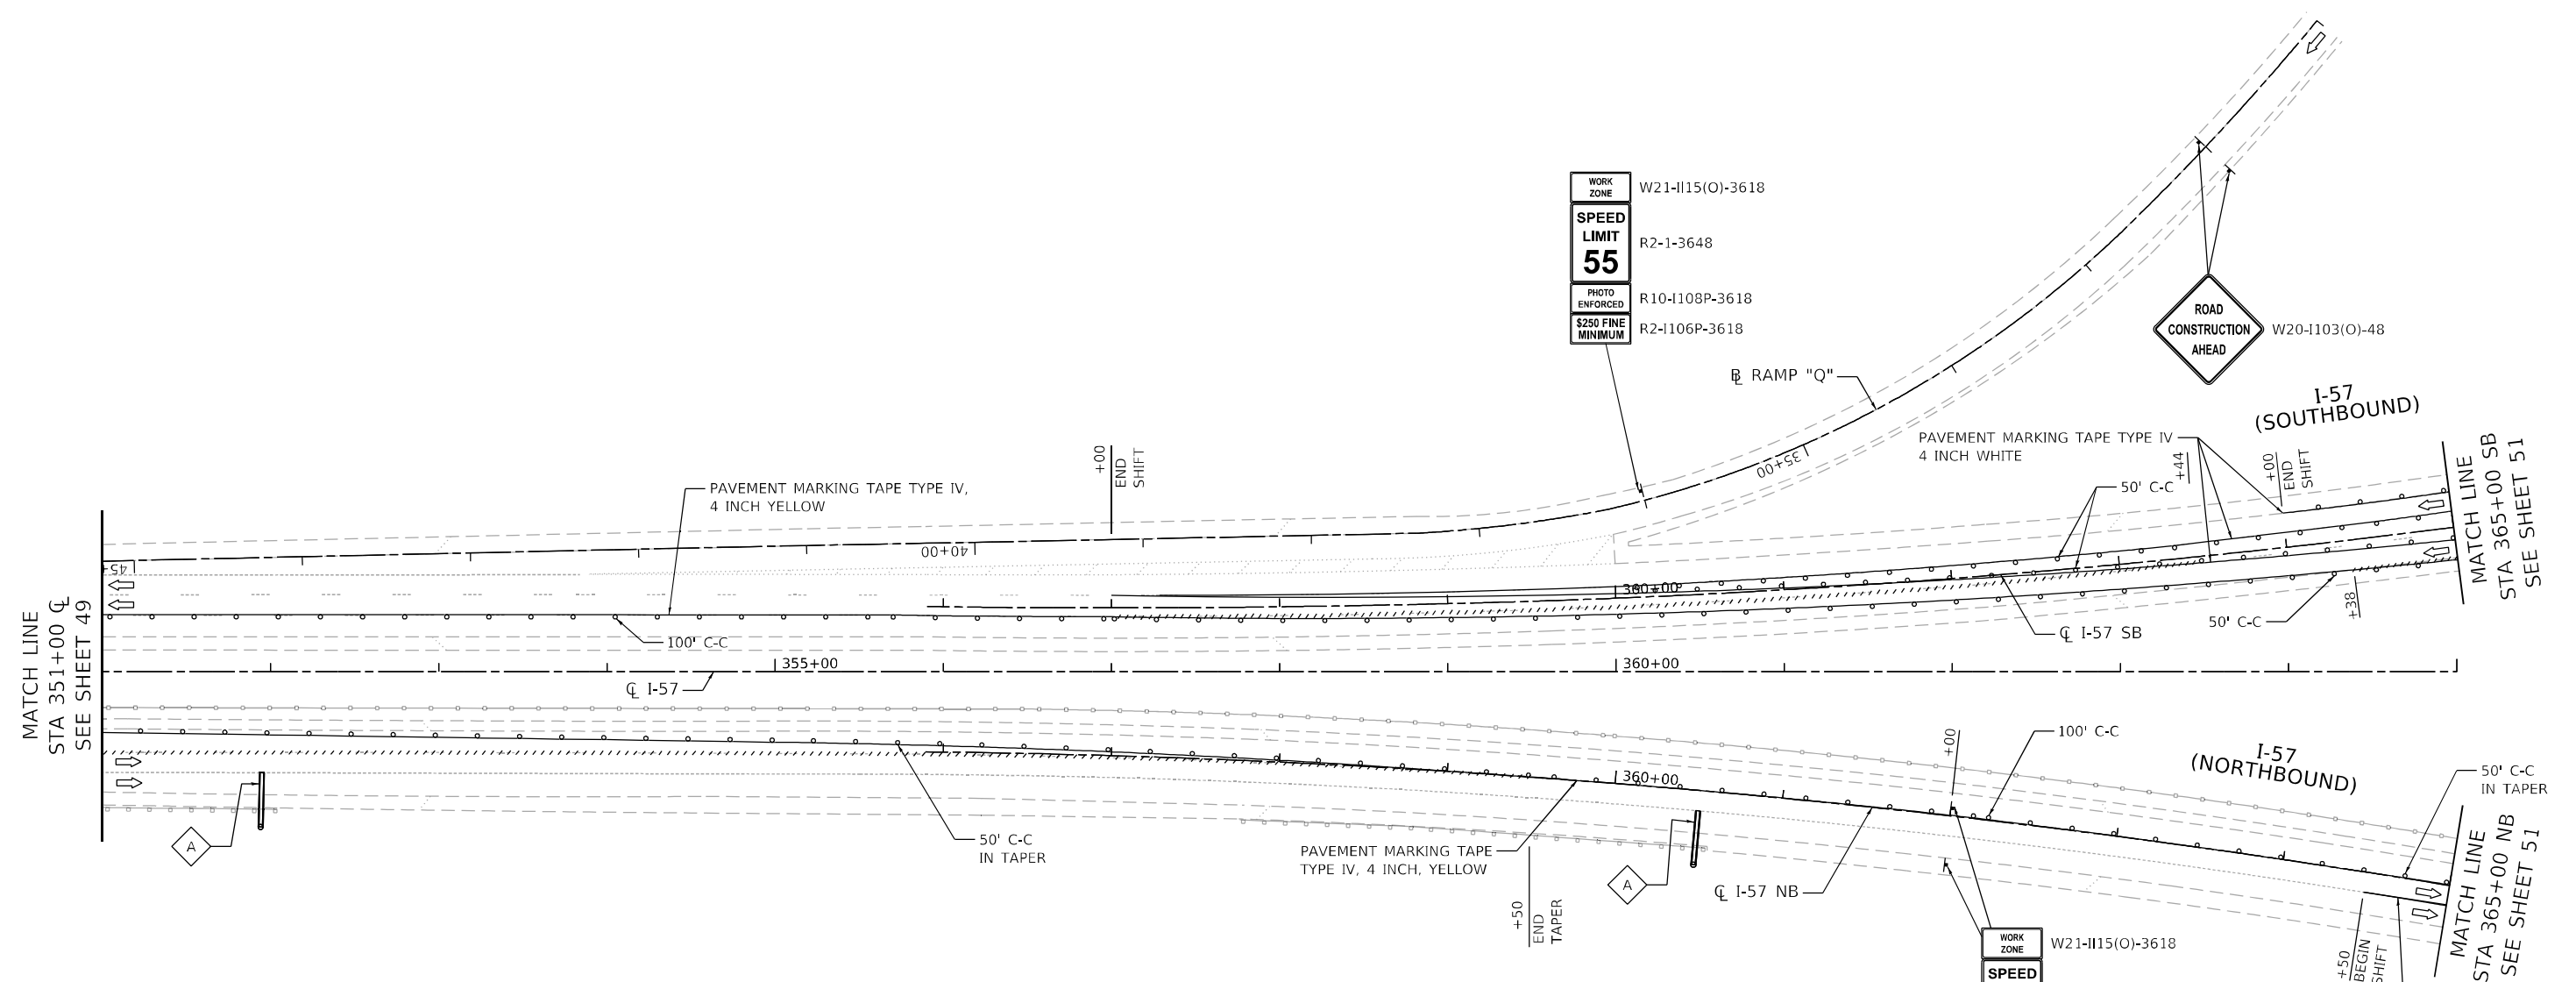 WORK
ZONE
W21-II15(O)-3618
SPEED
LIMIT
55
R2-1-3648
PHOTO
ENFORCED
R10-I108P-3618
$250 FINE
MINIMUM
R2-I106P-3618
ROAD
CONSTRUCTION
AHEAD
W20-I103(O)-48
℄ RAMP "Q"
I-57
(SOUTHBOUND)
PAVEMENT MARKING TAPE TYPE IV
4 INCH WHITE
35+00
+44
+00
END
SHIFT
50' C-C
MATCH LINE
STA 365+00 SB
SEE SHEET 51
+00
END
SHIFT
PAVEMENT MARKING TAPE TYPE IV,
4 INCH YELLOW
40+00
45+
360+00
+38
50' C-C
℄ I-57 SB
100' C-C
MATCH LINE
STA 351+00 ℄
SEE SHEET 49
355+00
360+00
℄ I-57
+00
100' C-C
I-57
(NORTHBOUND)
360+00
50' C-C
IN TAPER
A
50' C-C
IN TAPER
PAVEMENT MARKING TAPE
TYPE IV, 4 INCH, YELLOW
+50
END
TAPER
A
℄ I-57 NB
WORK
ZONE
W21-II15(O)-3618
SPEED
+50
BEGIN
SHIFT
MATCH LINE
STA 365+00 NB
SEE SHEET 51